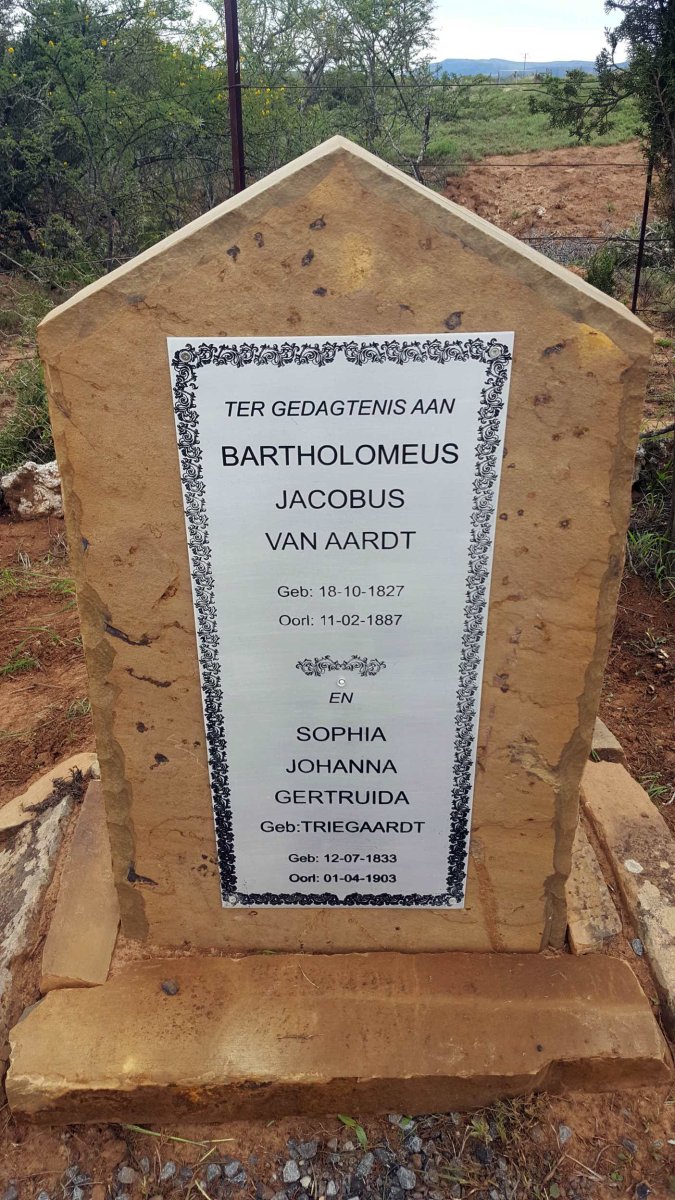 TER GEDAGTENIS AAN
BARTHOLOMEUS
JACOBUS
VAN AARDT
Geb: 18-10-1827
Oorl: 11-02-1887
EN
SOPHIA
JOHANNA
GERTRUIDA
Geb:TRIEGAARDT
Geb: 12-07-1833
Oorl: 01-04-1903